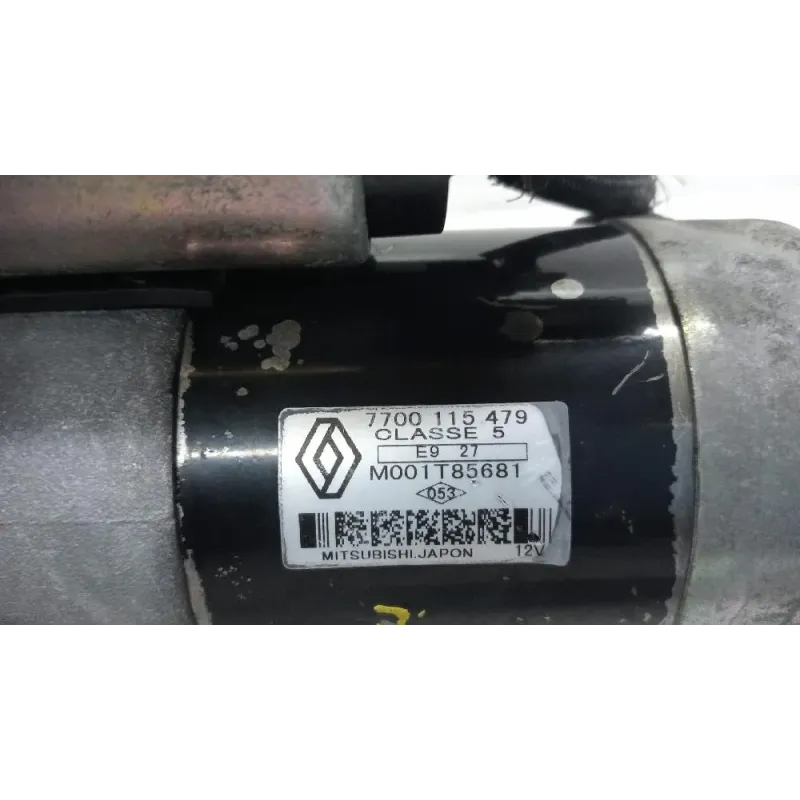 7700 115 479
CLASSE 5
E9 27
M001T85681
053
MITSUBISHI.JAPON 12V